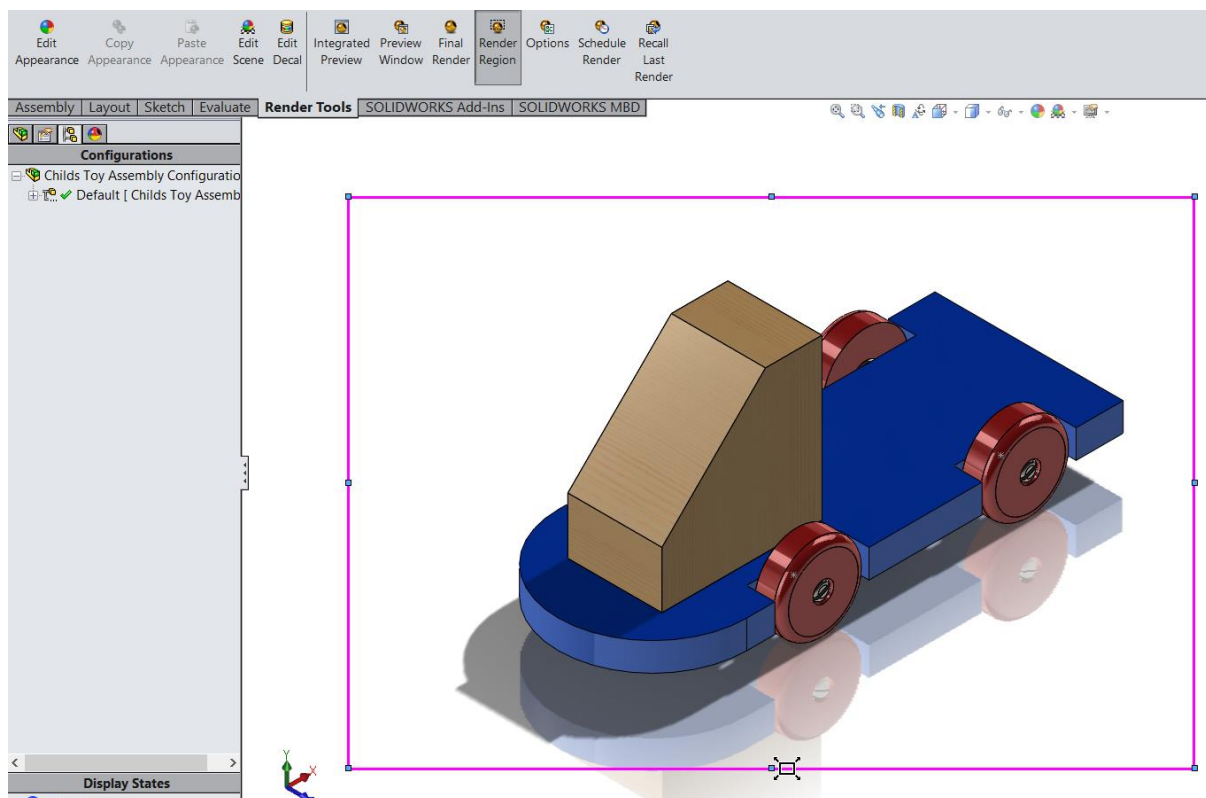 Edit Appearance
Copy Appearance
Paste Appearance
Edit Scene
Edit Decal
Integrated Preview
Preview Window
Final Render
Render Region
Options
Schedule Render
Recall Last Render
Assembly Layout Sketch Evaluate Render Tools SOLIDWORKS Add-Ins SOLIDWORKS MBD
Configurations
Childs Toy Assembly Configuratio
Default [ Childs Toy Assemb
Y
X
Display States